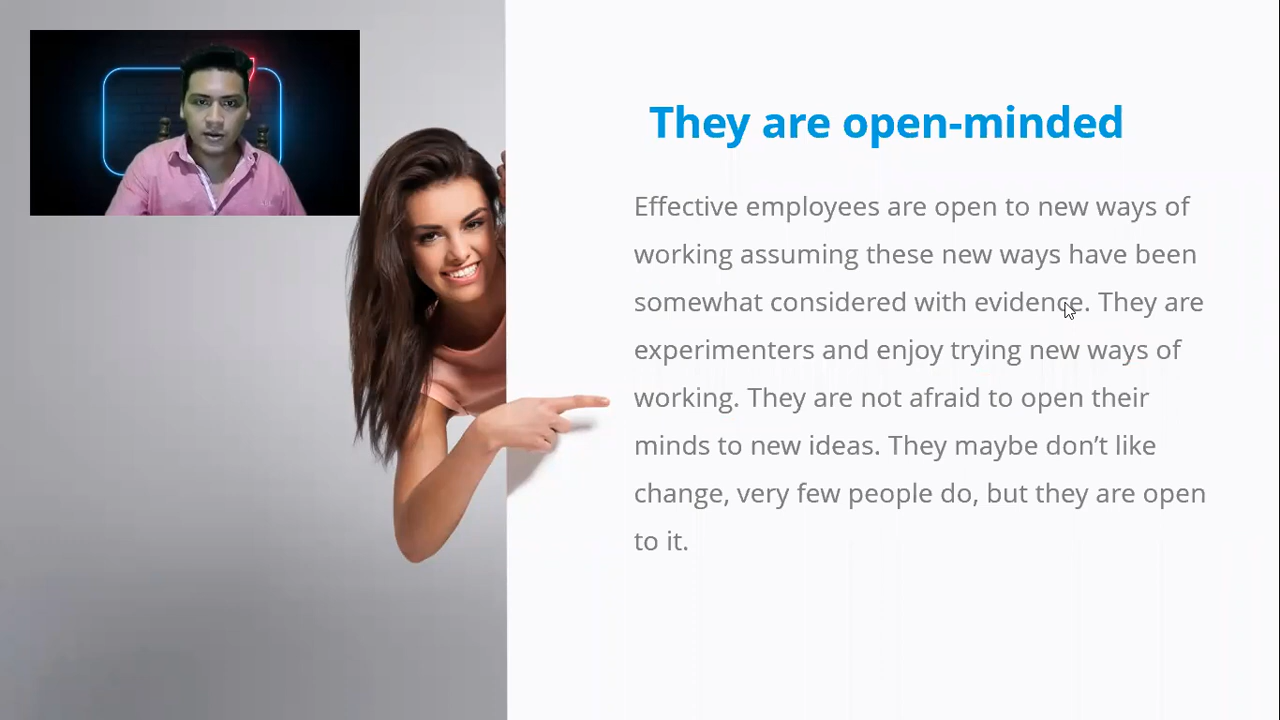 They are open-minded
Effective employees are open to new ways of
working assuming these new ways have been
somewhat considered with evidence. They are
experimenters and enjoy trying new ways of
working. They are not afraid to open their
minds to new ideas. They maybe don’t like
change, very few people do, but they are open
to it.